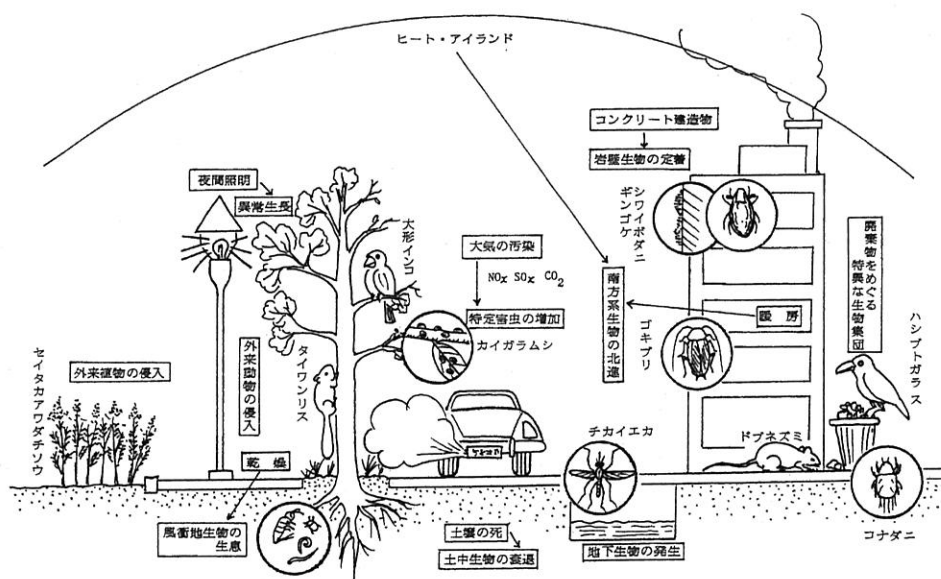 ヒート・アイランド
コンクリート建造物
岩壁生物の定着
シワイボダニ
ギンゴケ
夜間照明
異常生長
大形インコ
大気の汚染
NOx SOx CO2
特定害虫の増加
カイガラムシ
南方系生物の北進
暖房
ゴキブリ
廃棄物をめぐる
特異な生物集団
ハシブトガラス
セイタカアワダチソウ
外来植物の侵入
外来動物の侵入
タイワンリス
チカイエカ
ドブネズミ
乾燥
風衝地生物の
生息
土壌の死
土中生物の衰退
地下生物の発生
コナダニ